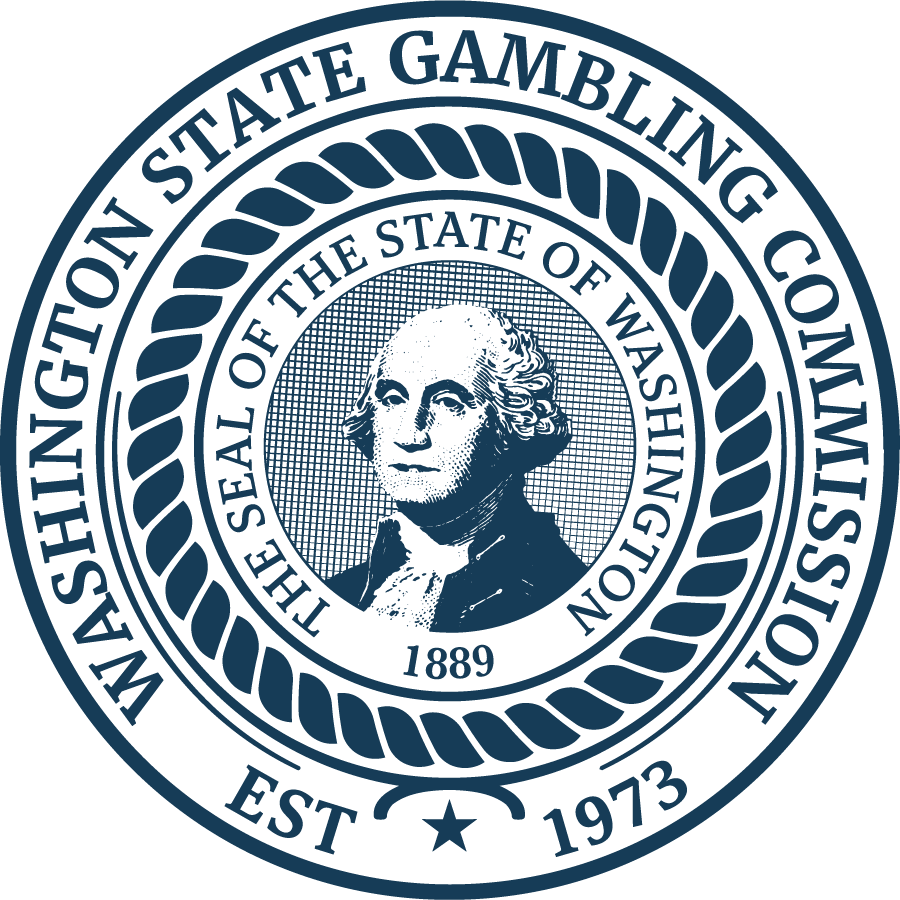 WASHINGTON STATE GAMBLING COMMISSION
THE SEAL OF THE STATE OF WASHINGTON
1889
EST 1973